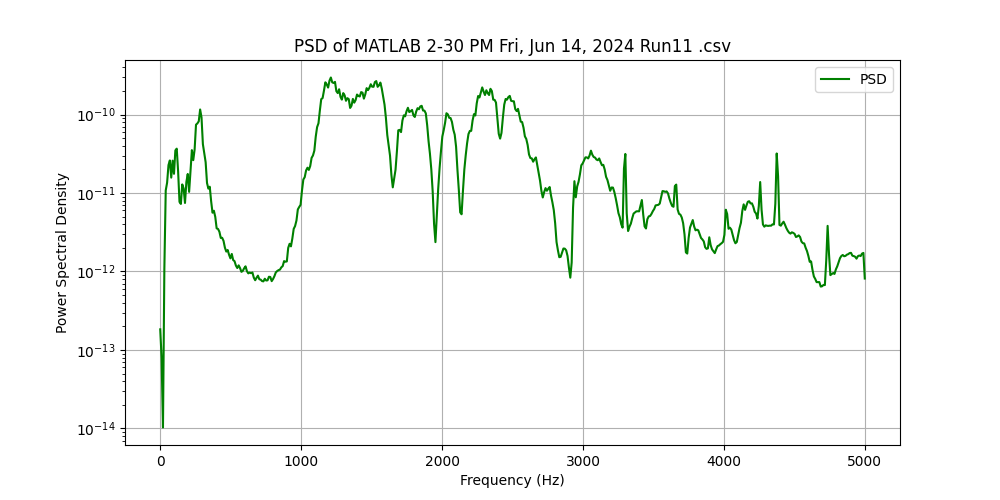 PSD of MATLAB 2-30 PM Fri, Jun 14, 2024 Run11 .csv
PSD
Power Spectral Density
10⁻¹⁰
10⁻¹¹
10⁻¹²
10⁻¹³
10⁻¹⁴
0 1000 2000 3000 4000 5000
Frequency (Hz)